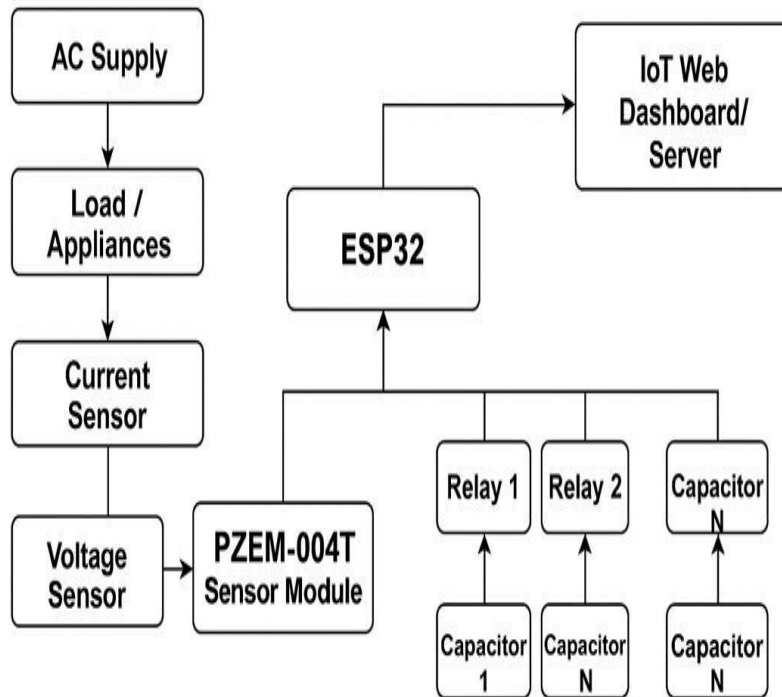 AC Supply
IoT Web
Dashboard/
Server
Load /
Appliances
ESP32
Current
Sensor
Relay 1
Relay 2
Capacitor
N
Voltage
Sensor
PZEM-004T
Sensor Module
Capacitor
1
Capacitor
N
Capacitor
N